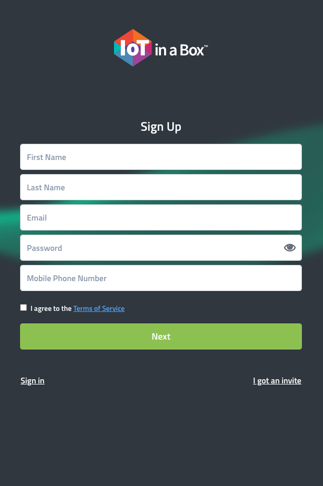 IoT in a Box™
Sign Up
First Name
Last Name
Email
Password
Mobile Phone Number
I agree to the Terms of Service
Next
Sign in
I got an invite